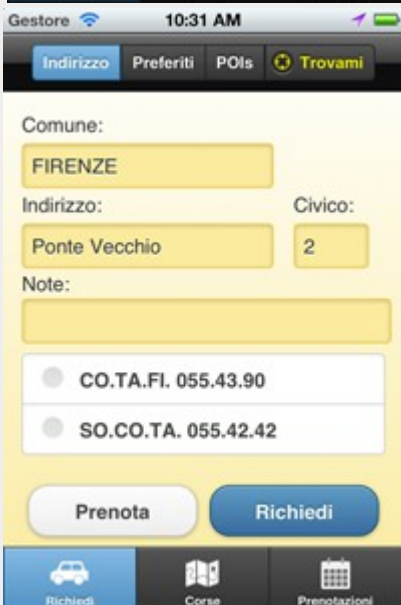 Gestore 10:31 AM
Indirizzo Preferiti POIs Trovami
Comune:
FIRENZE
Indirizzo: Civico:
Ponte Vecchio 2
Note:
CO.TA.FI. 055.43.90
SO.CO.TA. 055.42.42
Prenota Richiedi
Richiedi Corse Prenotazioni